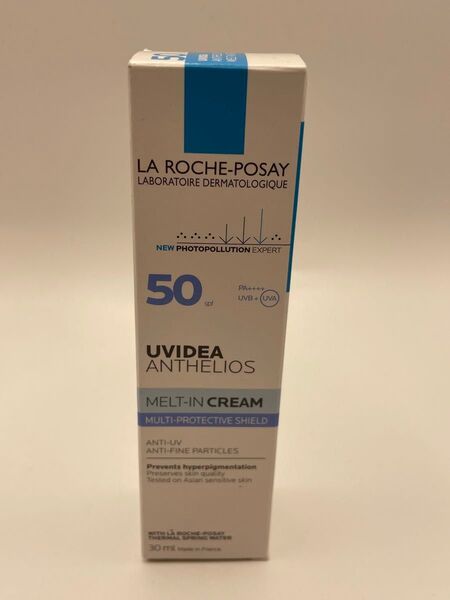 LA ROCHE-POSAY
LABORATOIRE DERMATOLOGIQUE
NEW PHOTOPOLLUTION EXPERT
50 spf
PA++++
UVB + UVA
UVIDEA
ANTHELIOS
MELT-IN CREAM
MULTI-PROTECTIVE SHIELD
ANTI-UV
ANTI-FINE PARTICLES
Prevents hyperpigmentation
Preserves skin quality
Tested on Asian sensitive skin
WITH LA ROCHE-POSAY
THERMAL SPRING WATER
30 ml Made in France